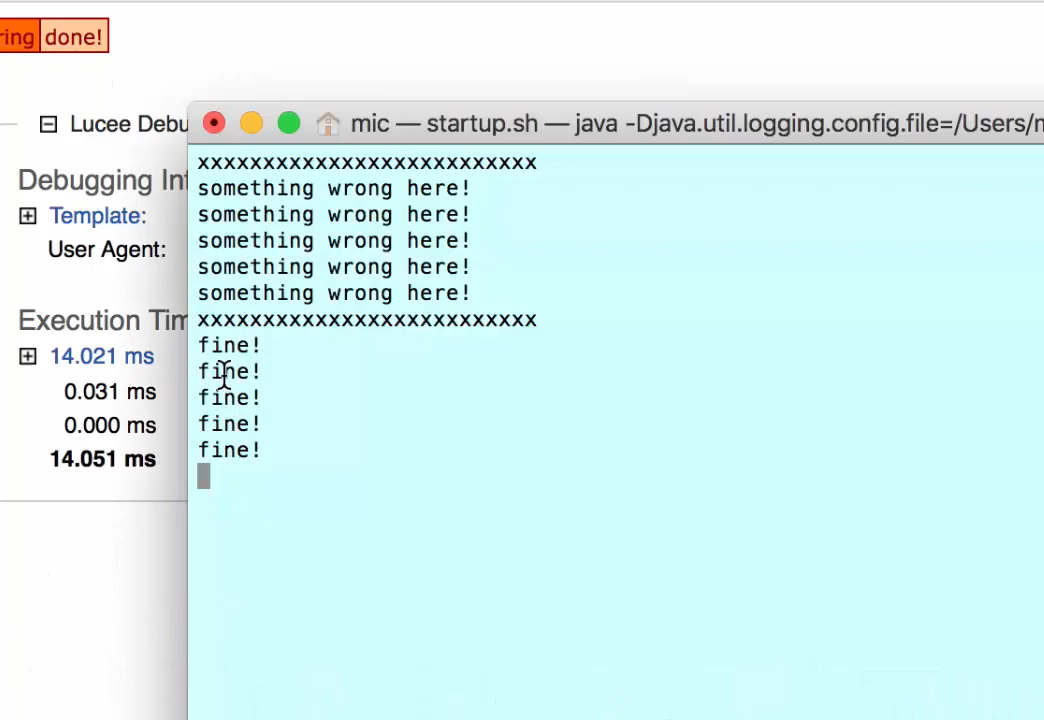 ring done!
Lucee Debu
mic — startup.sh — java -Djava.util.logging.config.file=/Users/m
Debugging Inf
Template:
User Agent:
Execution Tim
14.021 ms
0.031 ms
0.000 ms
14.051 ms
xxxxxxxxxxxxxxxxxxxxxxxxxx
something wrong here!
something wrong here!
something wrong here!
something wrong here!
something wrong here!
xxxxxxxxxxxxxxxxxxxxxxxxxx
fine!
fine!
fine!
fine!
fine!